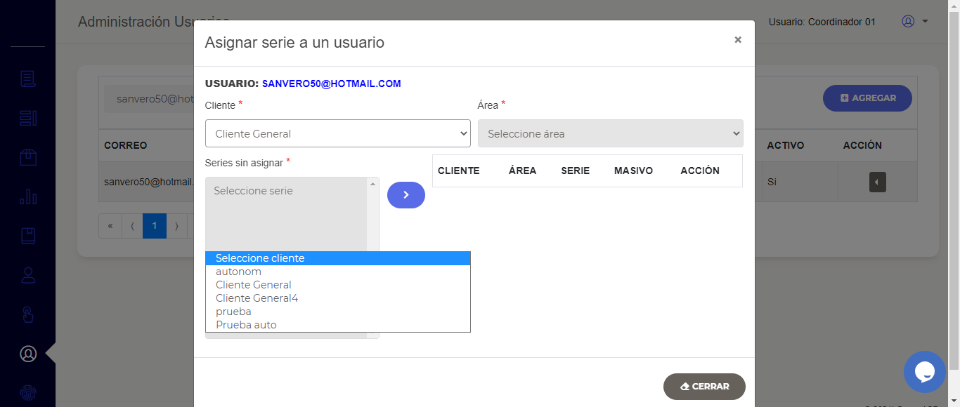 Administración Usuarios
Usuario: Coordinador 01
Asignar serie a un usuario
×
USUARIO: SANVERO50@HOTMAIL.COM
Cliente *
Área *
Cliente General
Seleccione área
sanvero50@hot
AGREGAR
CORREO
ACTIVO
ACCIÓN
Series sin asignar *
CLIENTE
ÁREA
SERIE
MASIVO
ACCIÓN
Seleccione serie
sanvero50@hotmail.
Si
«
1
Seleccione cliente
autonom
Cliente General
Cliente General4
prueba
Prueba auto
CERRAR